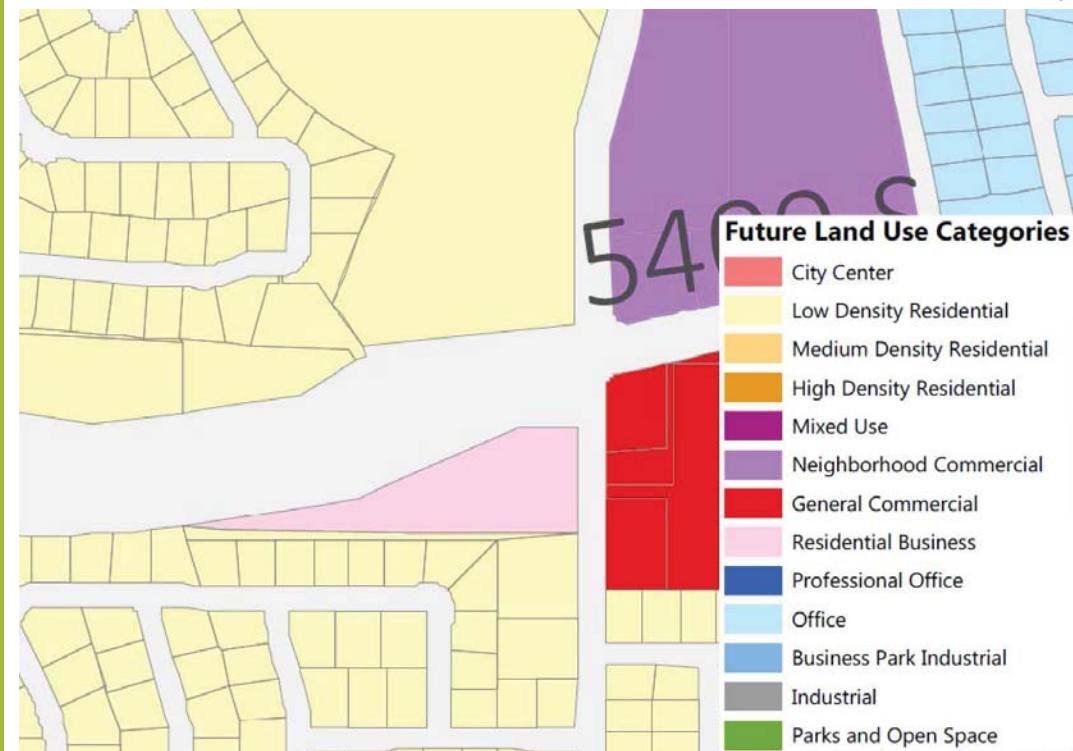 5400 S
Future Land Use Categories
City Center
Low Density Residential
Medium Density Residential
High Density Residential
Mixed Use
Neighborhood Commercial
General Commercial
Residential Business
Professional Office
Office
Business Park Industrial
Industrial
Parks and Open Space